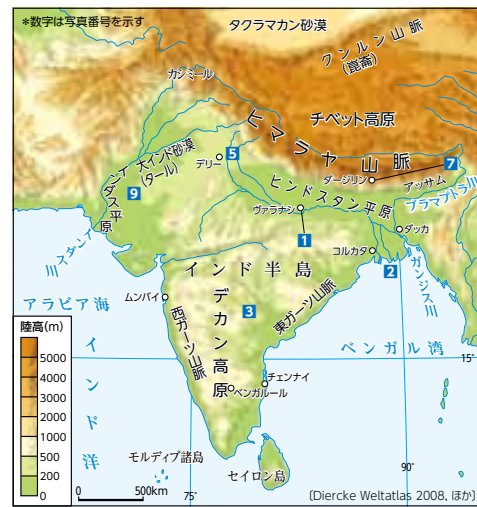 *数字は写真番号を示す
タクラマカン砂漠
クンルン山脈
(崑崙)
カシミール
チベット高原
ヒマラヤ山脈
大インド砂漠
(タール)
デリー
5
7
ダージリン
アッサム
ブラマプトラ川
インダス平原
9
ヒンドスタン平原
ヴァラナシ
1
ダッカ
コルカタ
2
ガンジス川
インダス川
インド半島
ムンバイ
アラビア海
デカン高原
3
西ガーツ山脈
東ガーツ山脈
ベンガル湾
15°
チェンナイ
ベンガルール
インド洋
モルディブ諸島
セイロン島
陸高(m)
5000
4000
3000
2000
1000
500
200
0
0 500km
75°
90°
〔Diercke Weltatlas 2008, ほか〕